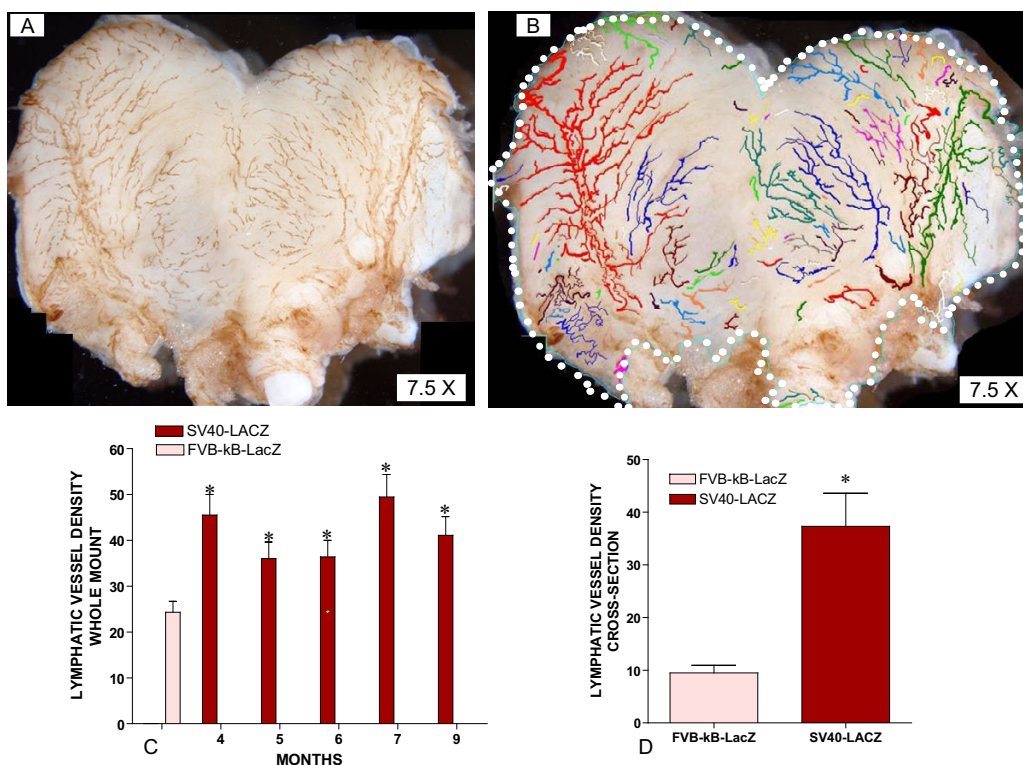 A
7.5 X
B
7.5 X
SV40-LACZ
FVB-kB-LacZ
LYMPHATIC VESSEL DENSITY
WHOLE MOUNT
60
50
40
30
20
10
0
* * * * *
4 5 6 7 9
MONTHS
C
FVB-kB-LacZ
SV40-LACZ
LYMPHATIC VESSEL DENSITY
CROSS-SECTION
50
40
30
20
10
0
*
FVB-kB-LacZ SV40-LACZ
D